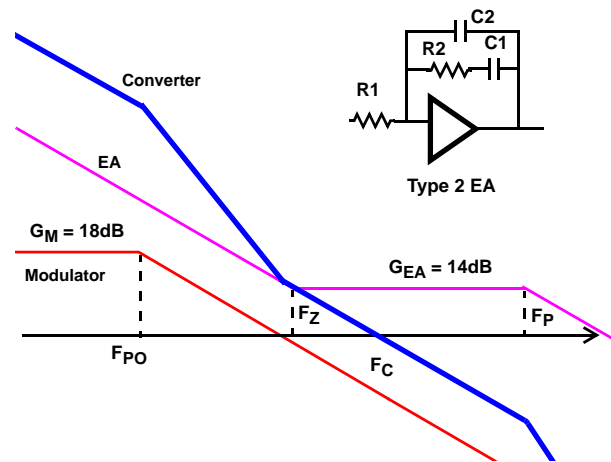 C2
Converter
R2
C1
R1
EA
Type 2 EA
GM = 18dB
GEA = 14dB
Modulator
FZ
FP
FPO
FC